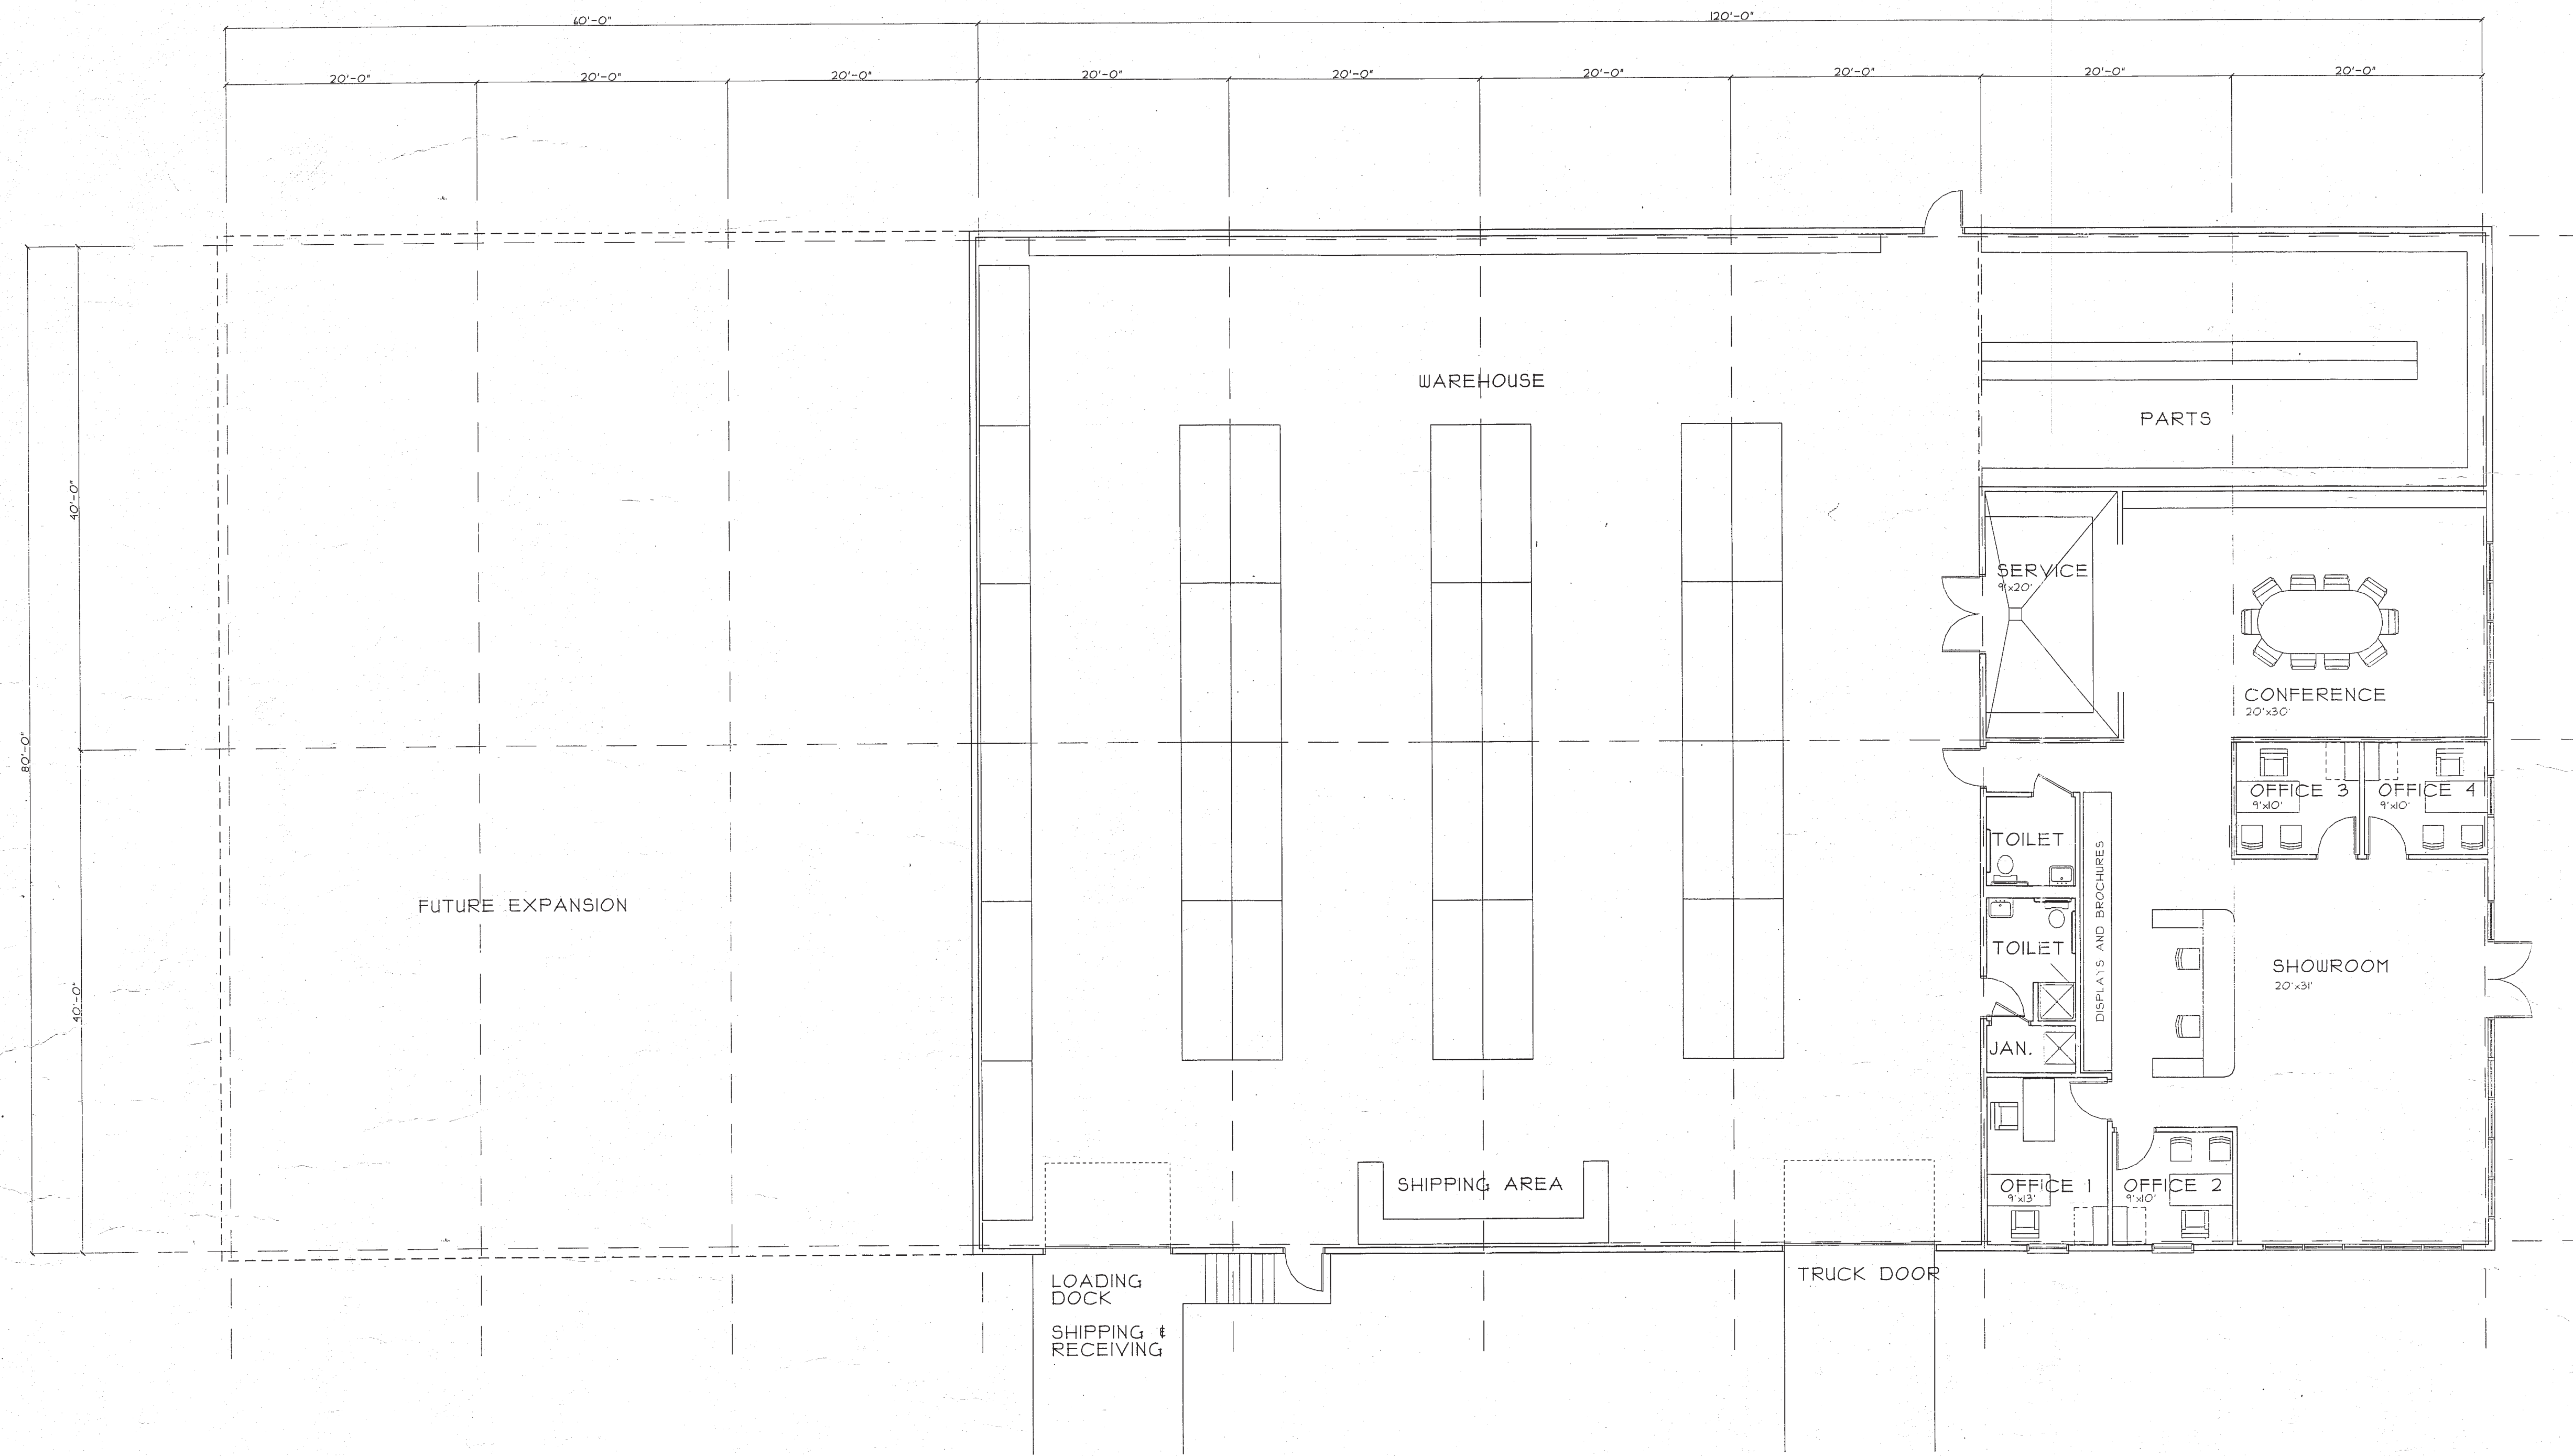 60'-0"
120'-0"
20'-0"
20'-0"
20'-0"
20'-0"
20'-0"
20'-0"
20'-0"
20'-0"
20'-0"
WAREHOUSE
PARTS
40'-0"
SERVICE
9'x20'
CONFERENCE
20'x30'
80'-0"
OFFICE 3
9'x10'
OFFICE 4
9'x10'
TOILET
DISPLAYS AND BROCHURES
FUTURE EXPANSION
TOILET
SHOWROOM
20'x31'
40'-0"
JAN.
SHIPPING AREA
OFFICE 1
9'x13'
OFFICE 2
9'x10'
LOADING
DOCK
TRUCK DOOR
SHIPPING &
RECEIVING